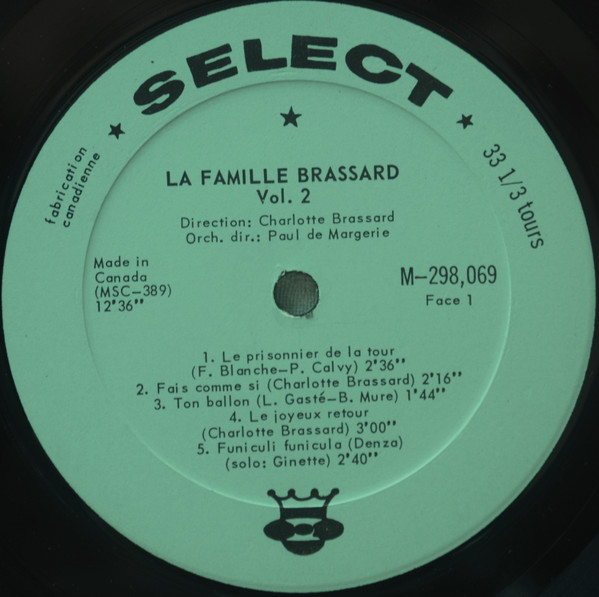 SELECT
fabrication
canadienne
33 1/3 tours
LA FAMILLE BRASSARD
Vol. 2
Direction: Charlotte Brassard
Orch. dir.: Paul de Margerie
Made in
Canada
(MSC-389)
12'36''
M-298,069
Face 1
1. Le prisonnier de la tour
(F. Blanche-P. Calvy) 2'36''
2. Fais comme si (Charlotte Brassard) 2'16''
3. Ton ballon (L. Gasté-B. Mure) 1'44''
4. Le joyeux retour
(Charlotte Brassard) 3'00''
5. Funiculi funicula (Denza)
(solo: Ginette) 2'40''